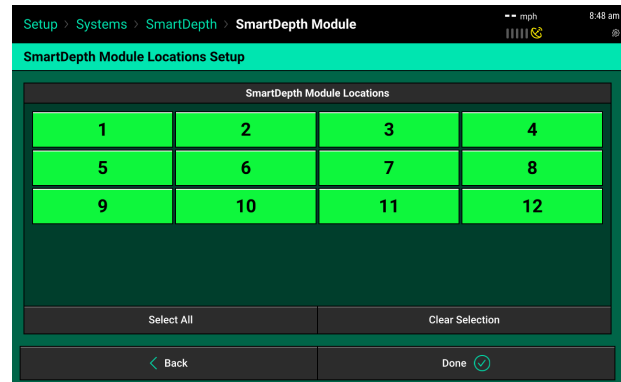 Setup > Systems > SmartDepth > SmartDepth Module
-- mph
8:48 am
SmartDepth Module Locations Setup
SmartDepth Module Locations
1 2 3 4
5 6 7 8
9 10 11 12
Select All Clear Selection
< Back Done